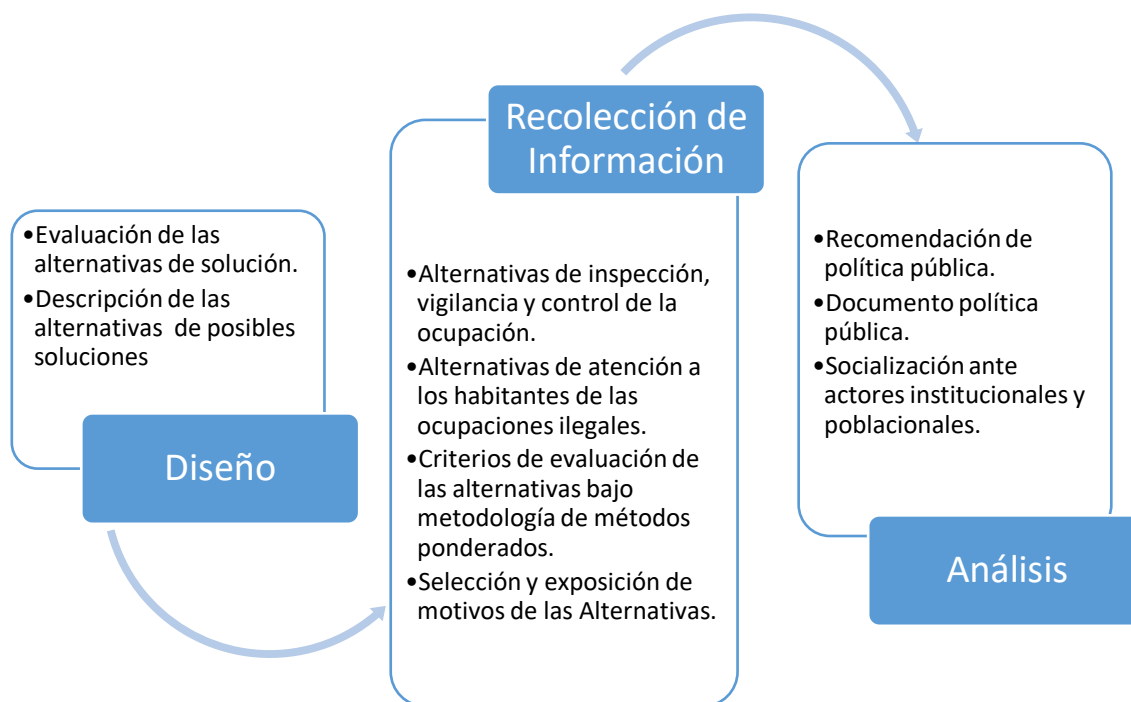 •Evaluación de las
alternativas de solución.
•Descripción de las
alternativas de posibles
soluciones
Diseño
Recolección de
Información
•Alternativas de inspección,
vigilancia y control de la
ocupación.
•Alternativas de atención a
los habitantes de las
ocupaciones ilegales.
•Criterios de evaluación de
las alternativas bajo
metodología de métodos
ponderados.
•Selección y exposición de
motivos de las Alternativas.
•Recomendación de
política pública.
•Documento política
pública.
•Socialización ante
actores institucionales y
poblacionales.
Análisis